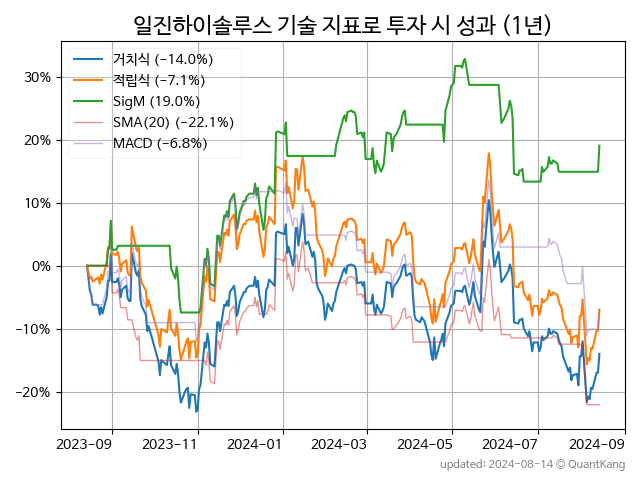 일진하이솔루스 기술 지표로 투자 시 성과 (1년)
거치식 (−14.0%)
적립식 (−7.1%)
SigM (19.0%)
SMA(20) (−22.1%)
MACD (−6.8%)
30%
20%
10%
0%
−10%
−20%
2023-09 2023-11 2024-01 2024-03 2024-05 2024-07 2024-09
updated: 2024-08-14 @ QuantKang